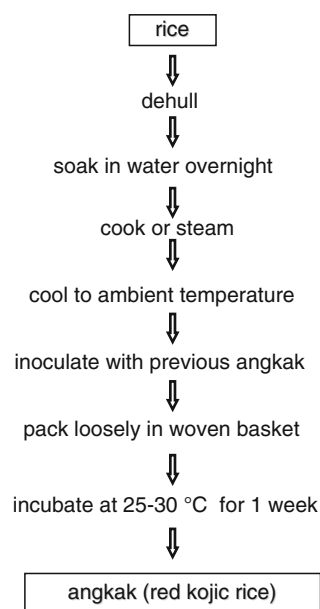 rice
dehull
soak in water overnight
cook or steam
cool to ambient temperature
inoculate with previous angkak
pack loosely in woven basket
incubate at 25-30 °C for 1 week
angkak (red kojic rice)